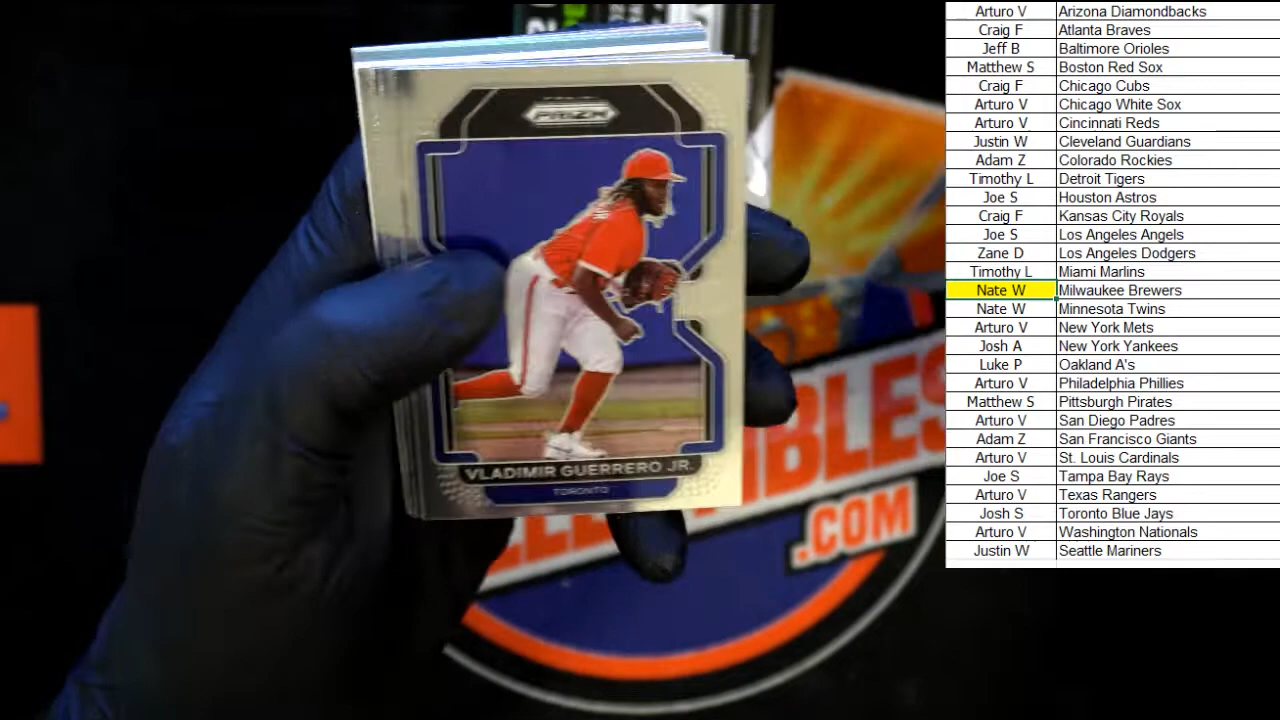 PRIZM
VLADIMIR GUERRERO JR.
TORONTO
.COM
Arturo V Arizona Diamondbacks
Craig F Atlanta Braves
Jeff B Baltimore Orioles
Matthew S Boston Red Sox
Craig F Chicago Cubs
Arturo V Chicago White Sox
Arturo V Cincinnati Reds
Justin W Cleveland Guardians
Adam Z Colorado Rockies
Timothy L Detroit Tigers
Joe S Houston Astros
Craig F Kansas City Royals
Joe S Los Angeles Angels
Zane D Los Angeles Dodgers
Timothy L Miami Marlins
Nate W Milwaukee Brewers
Nate W Minnesota Twins
Arturo V New York Mets
Josh A New York Yankees
Luke P Oakland A's
Arturo V Philadelphia Phillies
Matthew S Pittsburgh Pirates
Arturo V San Diego Padres
Adam Z San Francisco Giants
Arturo V St. Louis Cardinals
Joe S Tampa Bay Rays
Arturo V Texas Rangers
Josh S Toronto Blue Jays
Arturo V Washington Nationals
Justin W Seattle Mariners